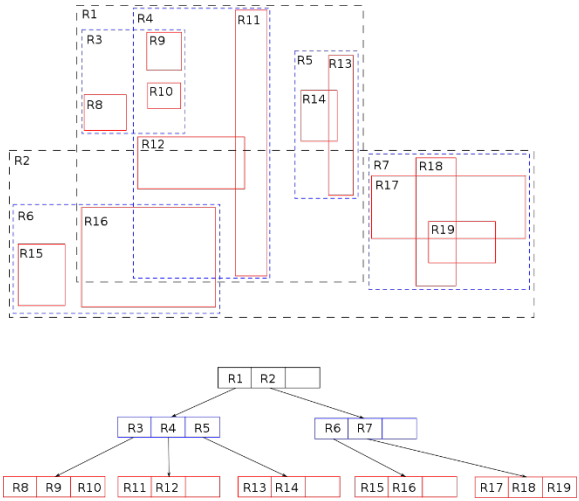 R1
R4
R11
R3
R9
R5
R13
R10
R14
R8
R12
R2
R7
R18
R17
R6
R16
R19
R15
R1 R2
R3 R4 R5
R6 R7
R8 R9 R10
R11 R12
R13 R14
R15 R16
R17 R18 R19